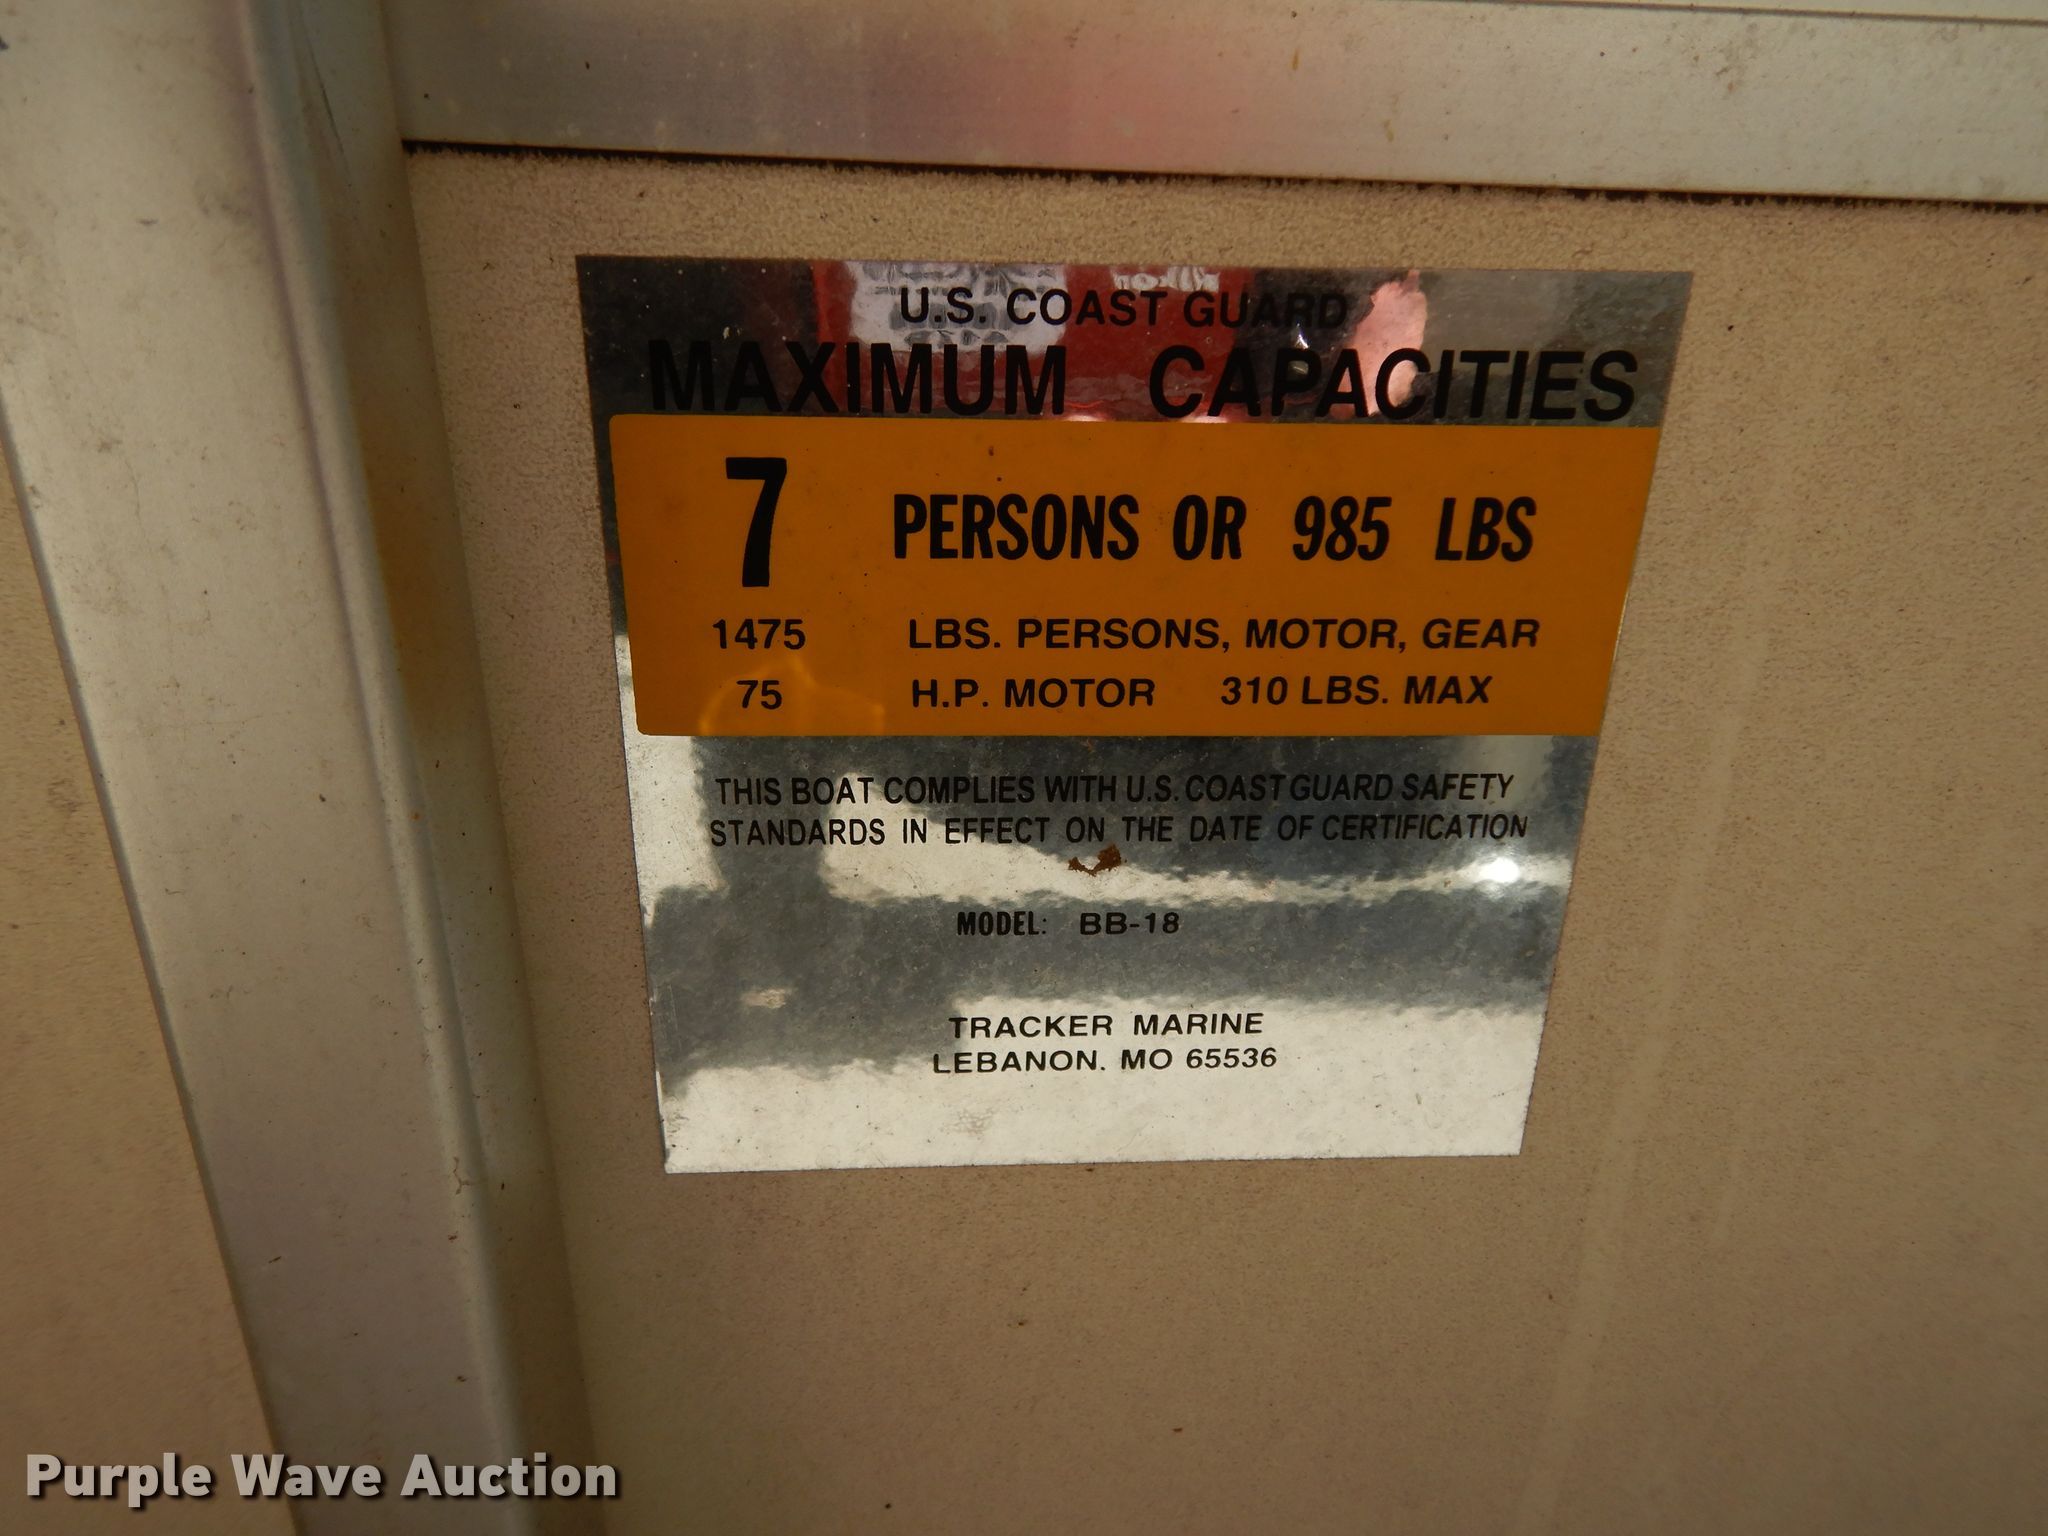 U.S. COAST GUARD
MAXIMUM CAPACITIES
7 PERSONS OR 985 LBS
1475 LBS. PERSONS, MOTOR, GEAR
75 H.P. MOTOR 310 LBS. MAX
THIS BOAT COMPLIES WITH U.S. COAST GUARD SAFETY
STANDARDS IN EFFECT ON THE DATE OF CERTIFICATION
MODEL: BB-18
TRACKER MARINE
LEBANON. MO 65536
Purple Wave Auction